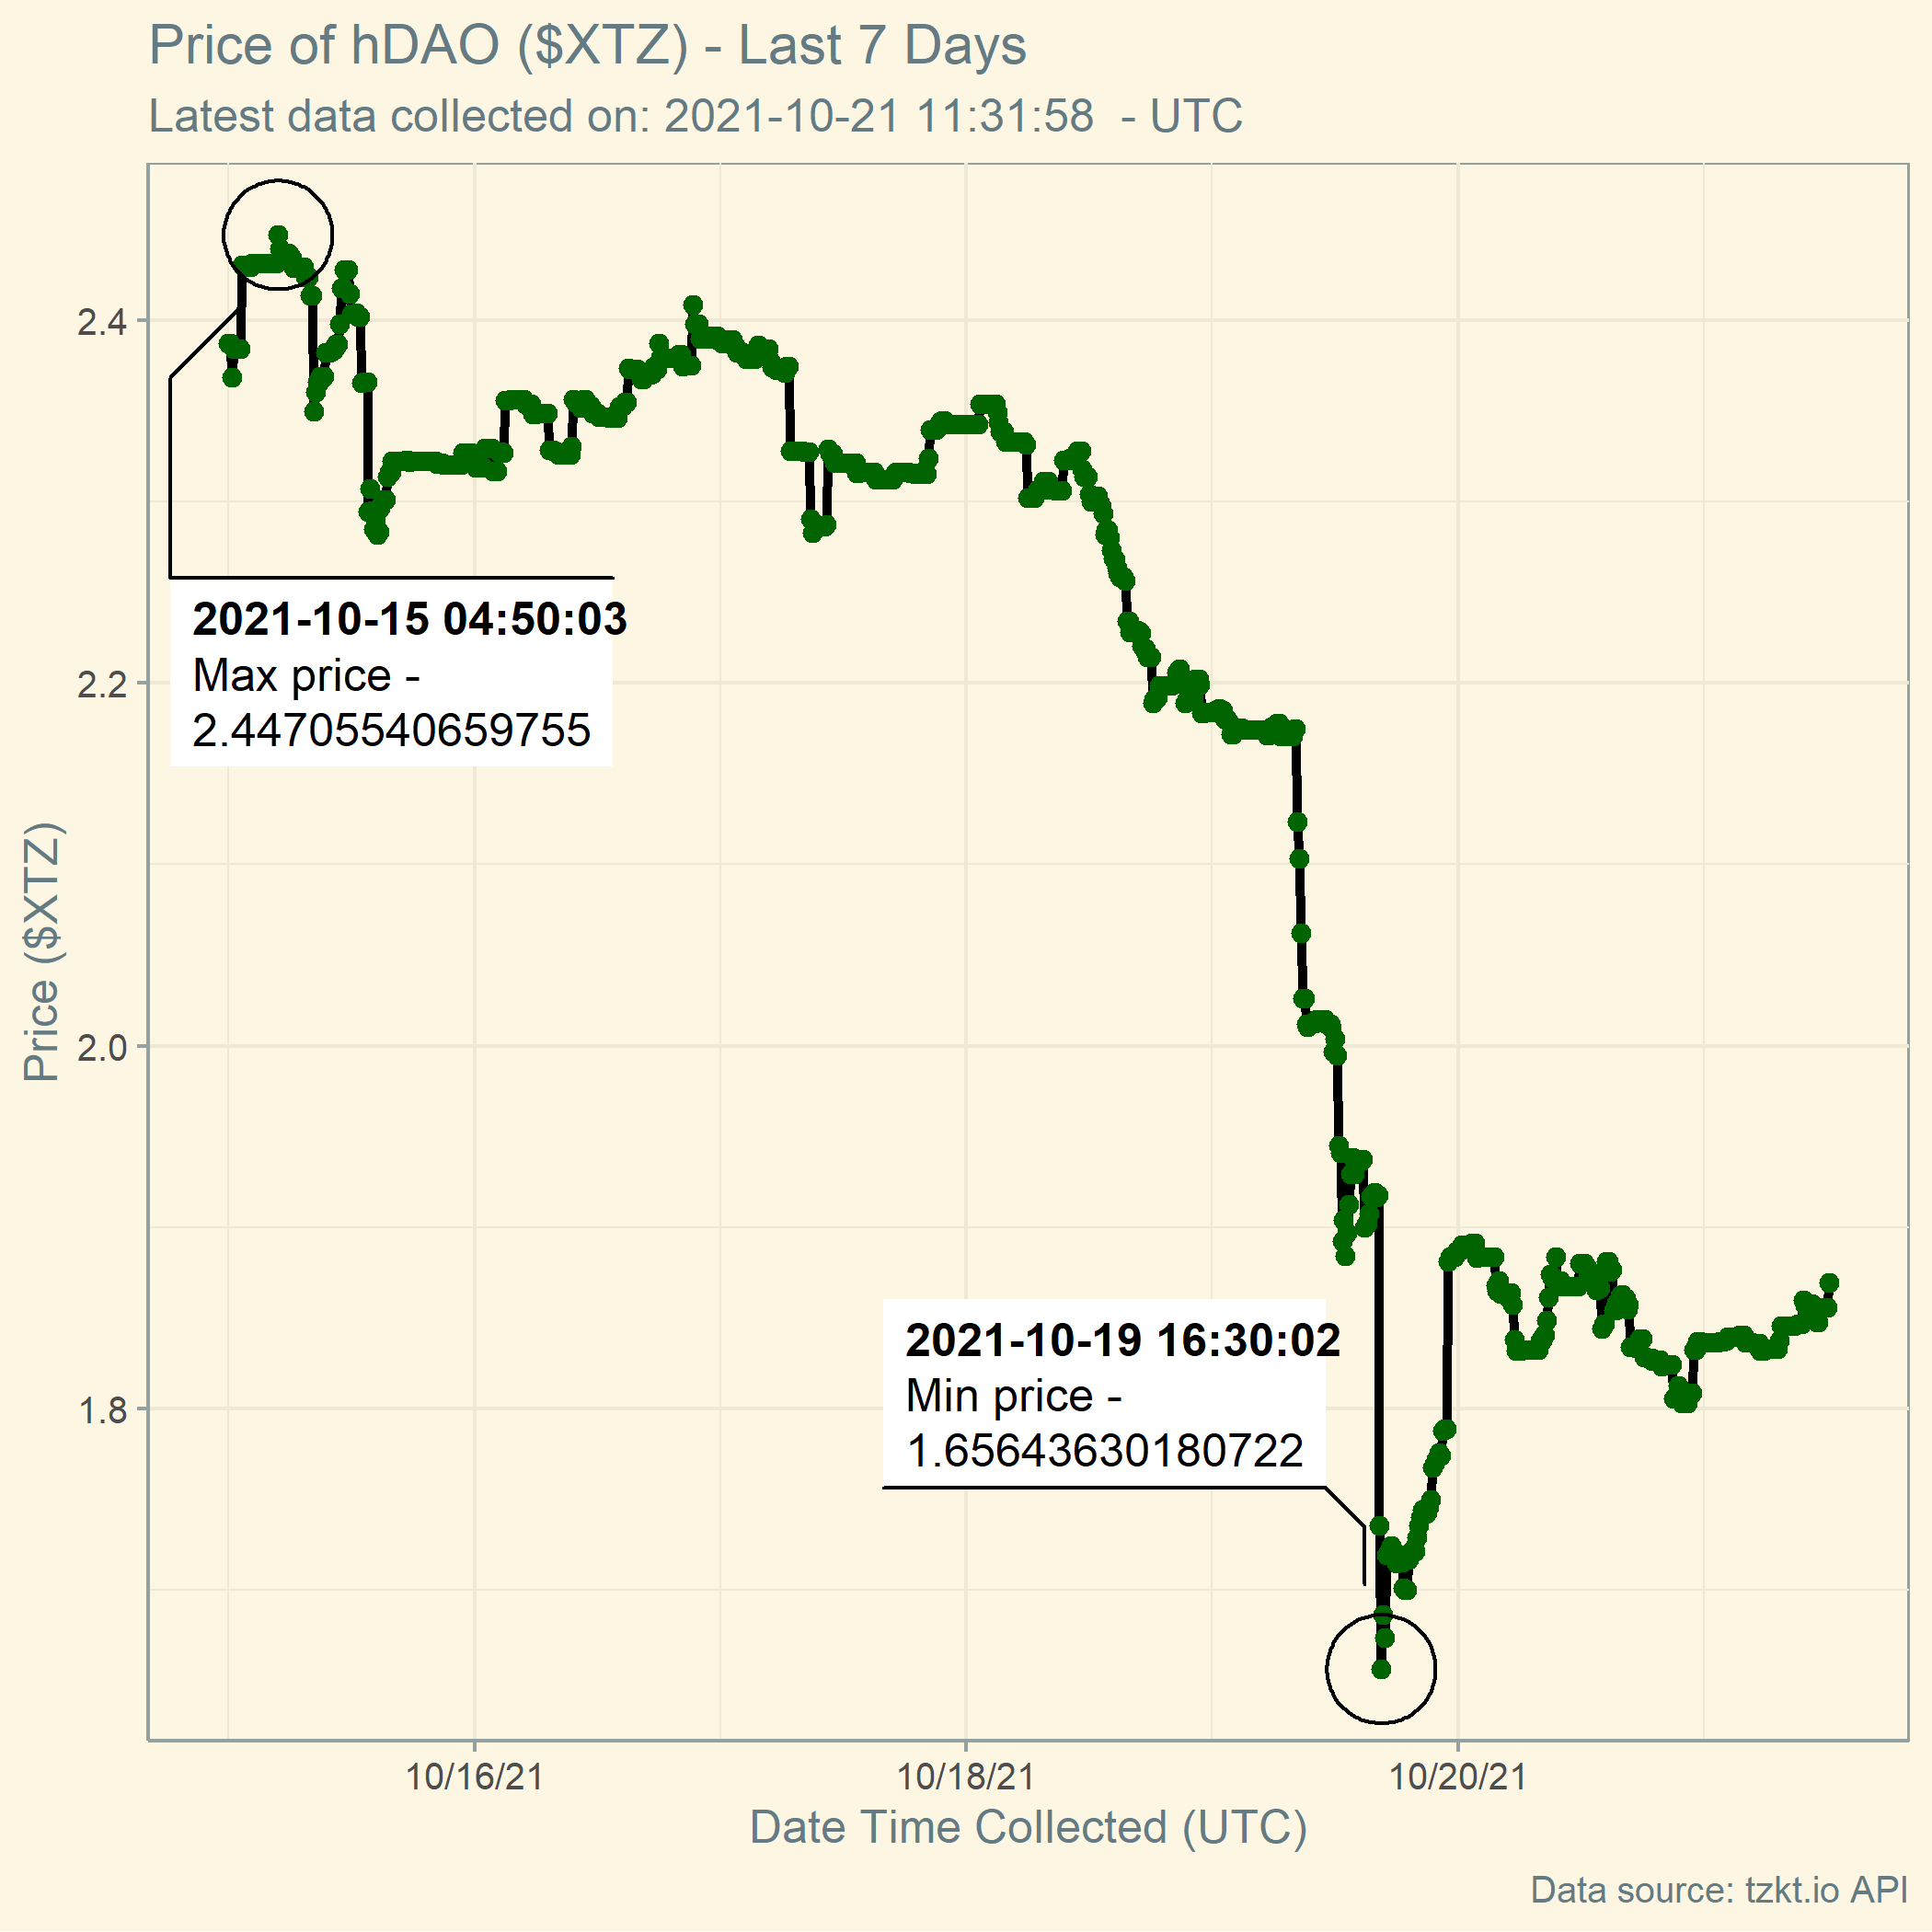 Price of hDAO ($XTZ) - Last 7 Days
Latest data collected on: 2021-10-21 11:31:58  - UTC
Price ($XTZ)
2.4
2.2
2.0
1.8
2021-10-15 04:50:03
Max price -
2.44705540659755
2021-10-19 16:30:02
Min price -
1.65643630180722
10/16/21
10/18/21
10/20/21
Date Time Collected (UTC)
Data source: tzkt.io API